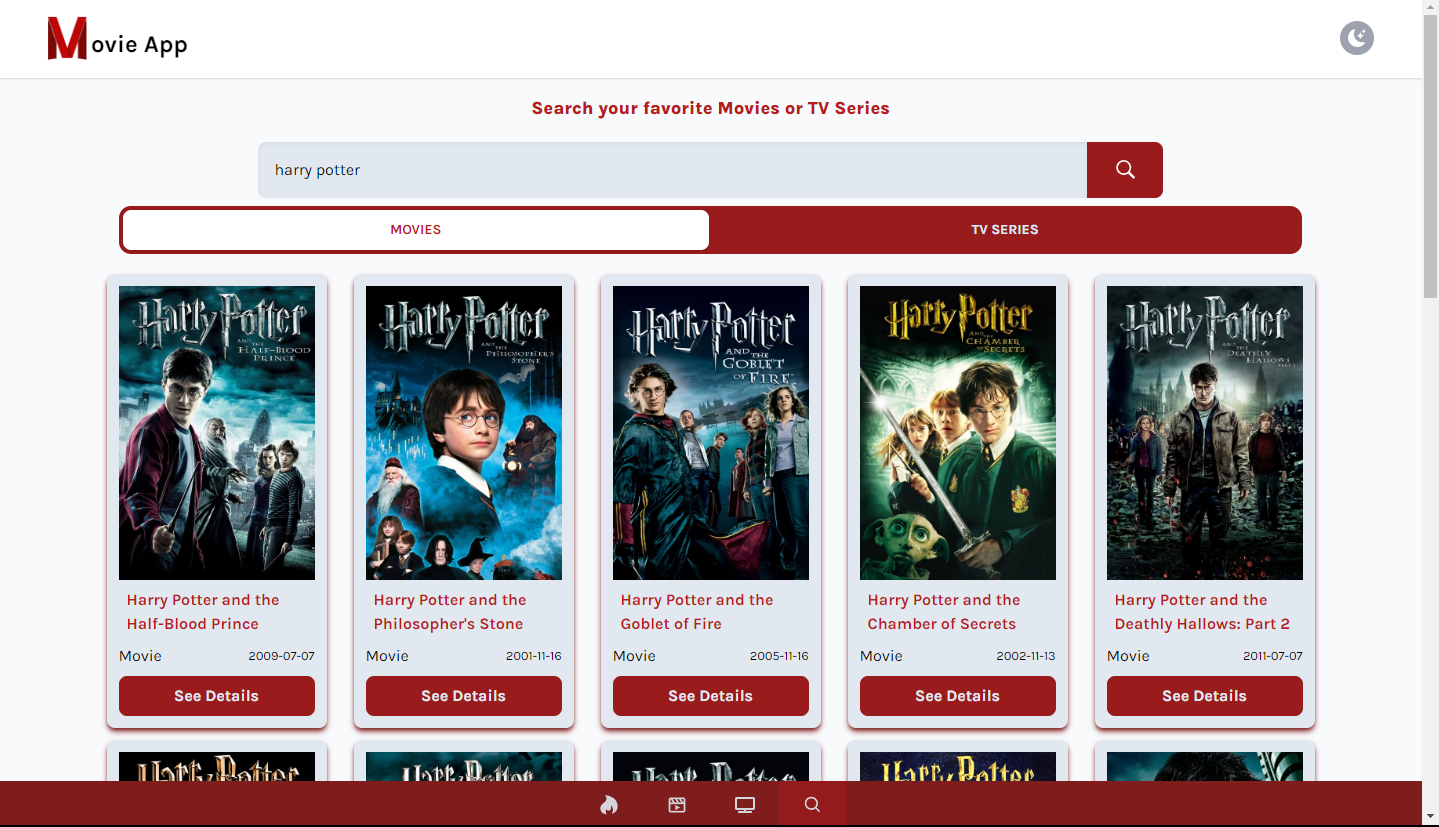 Movie App
Search your favorite Movies or TV Series
harry potter
MOVIES
TV SERIES
Harry Potter
AND THE
HALF-BLOOD
PRINCE
Harry Potter
AND THE
PHILOSOPHER'S
STONE
Harry Potter
AND THE
GOBLET
OF FIRE
Harry Potter
AND THE
CHAMBER
OF SECRETS
Harry Potter
AND THE
DEATHLY
HALLOWS
Harry Potter and the
Half-Blood Prince
Movie
2009-07-07
See Details
Harry Potter and the
Philosopher's Stone
Movie
2001-11-16
See Details
Harry Potter and the
Goblet of Fire
Movie
2005-11-16
See Details
Harry Potter and the
Chamber of Secrets
Movie
2002-11-13
See Details
Harry Potter and the
Deathly Hallows: Part 2
Movie
2011-07-07
See Details
Harry Potter
Harry Potter
Harry Potter
Harry Potter